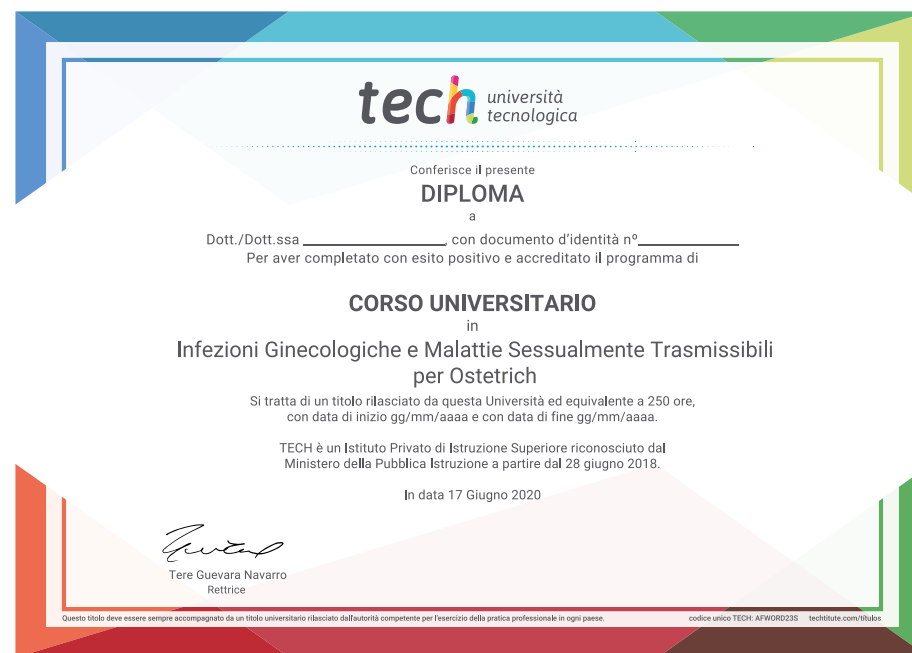 tech università
tecnologica
Conferisce il presente
DIPLOMA
a
Dott./Dott.ssa ______________, con documento d'identità nº__________
Per aver completato con esito positivo e accreditato il programma di
CORSO UNIVERSITARIO
in
Infezioni Ginecologiche e Malattie Sessualmente Trasmissibili
per Ostetrich
Si tratta di un titolo rilasciato da questa Università ed equivalente a 250 ore,
con data di inizio gg/mm/aaaa e con data di fine gg/mm/aaaa.
TECH è un Istituto Privato di Istruzione Superiore riconosciuto dal
Ministero della Pubblica Istruzione a partire dal 28 giugno 2018.
In data 17 Giugno 2020
Tere Guevara Navarro
Rettrice
Questo titolo deve essere sempre accompagnato da un titolo universitario rilasciato dall'autorità competente per l'esercizio della pratica professionale in ogni paese. codice unico TECH: AFWORD23S techtitute.com/títulos